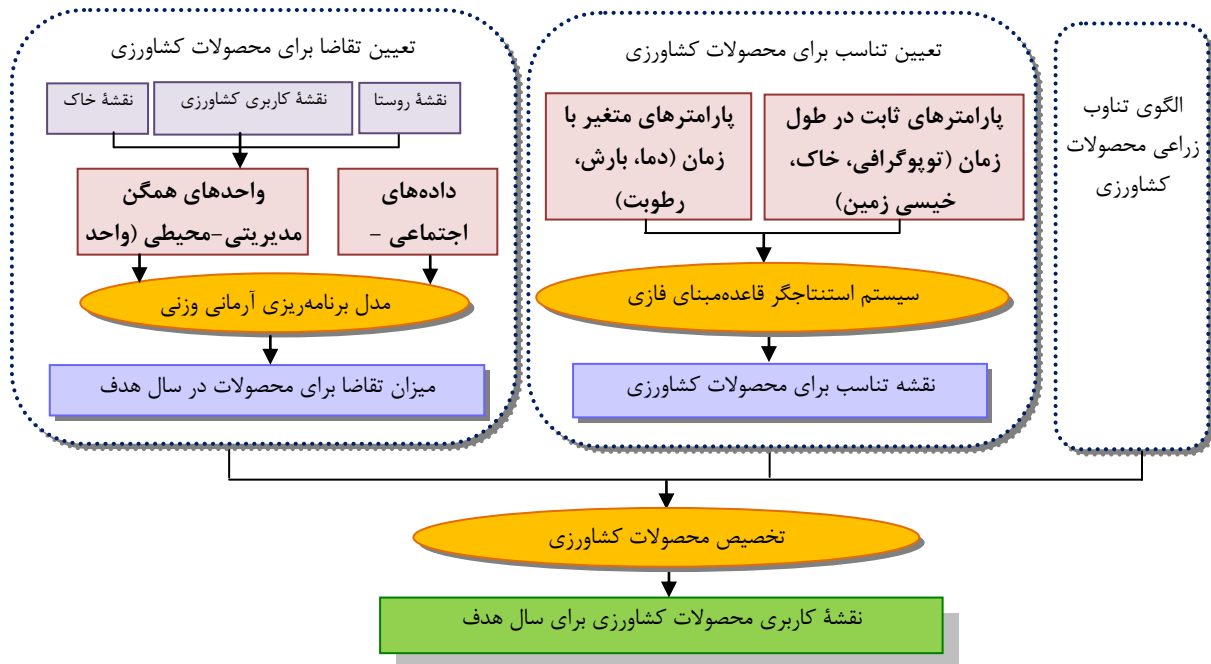 الگوی تناوب
زراعی محصولات
کشاورزی
تعیین تناسب برای محصولات کشاورزی
پارامترهای ثابت در طول
زمان (توپوگرافی، خاک،
خیسی زمین)
پارامترهای متغیر با
زمان (دما، بارش،
رطوبت)
سیستم استنتاجگر قاعده‌مبنای فازی
نقشه تناسب برای محصولات کشاورزی
تعیین تقاضا برای محصولات کشاورزی
نقشهٔ روستا
نقشهٔ کاربری کشاورزی
نقشهٔ خاک
داده‌های
اجتماعی -
واحدهای همگن
مدیریتی-محیطی (واحد
مدل برنامه‌ریزی آرمانی وزنی
میزان تقاضا برای محصولات در سال هدف
تخصیص محصولات کشاورزی
نقشهٔ کاربری محصولات کشاورزی برای سال هدف